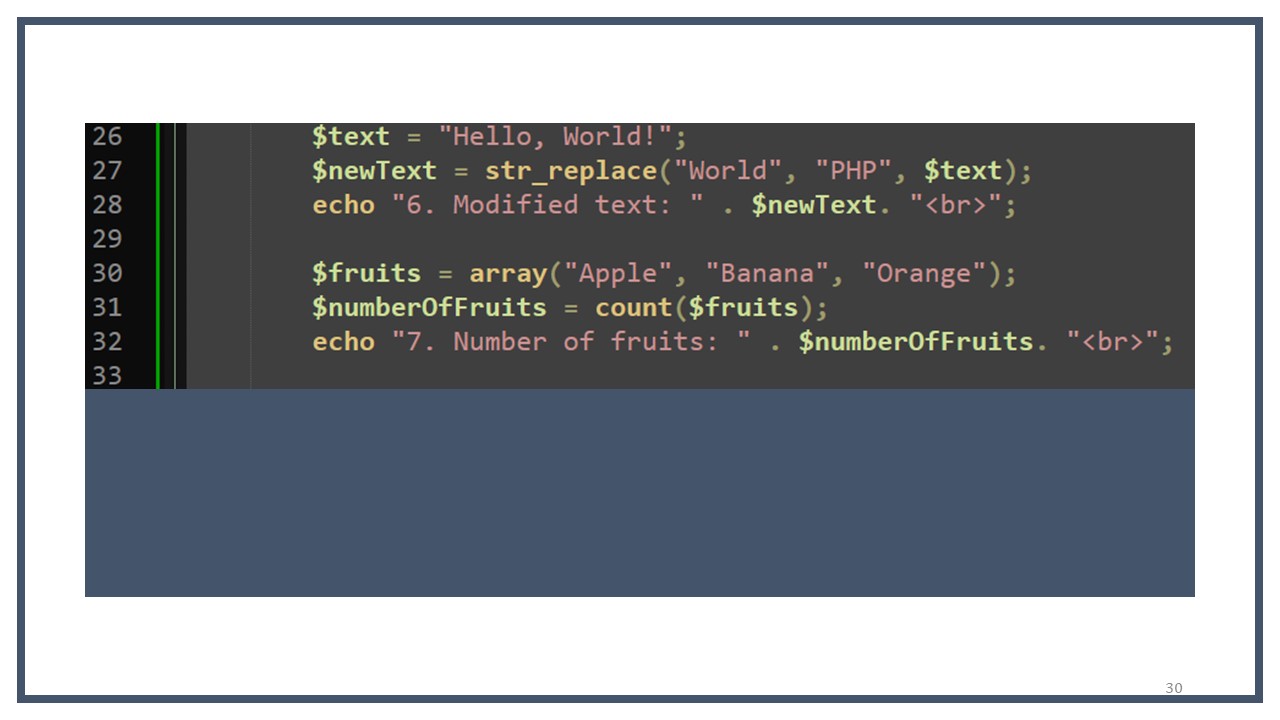 26 $text = "Hello, World!";
27 $newText = str_replace("World", "PHP", $text);
28 echo "6. Modified text: " . $newText. "<br>";
29
30 $fruits = array("Apple", "Banana", "Orange");
31 $numberOfFruits = count($fruits);
32 echo "7. Number of fruits: " . $numberOfFruits. "<br>";
33
30